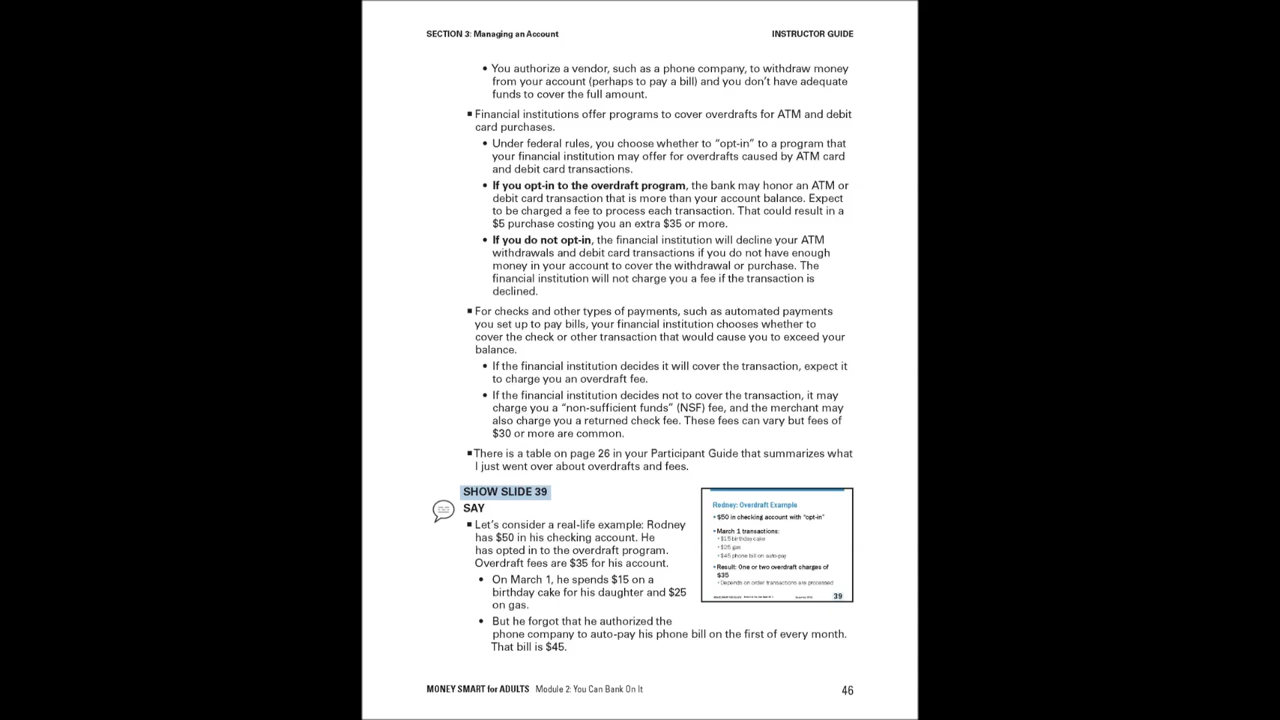 SECTION 3: Managing an Account
INSTRUCTOR GUIDE
• You authorize a vendor, such as a phone company, to withdraw money
from your account (perhaps to pay a bill) and you don’t have adequate
funds to cover the full amount.
■ Financial institutions offer programs to cover overdrafts for ATM and debit
card purchases.
• Under federal rules, you choose whether to “opt-in” to a program that
your financial institution may offer for overdrafts caused by ATM card
and debit card transactions.
• If you opt-in to the overdraft program, the bank may honor an ATM or
debit card transaction that is more than your account balance. Expect
to be charged a fee to process each transaction. That could result in a
$5 purchase costing you an extra $35 or more.
• If you do not opt-in, the financial institution will decline your ATM
withdrawals and debit card transactions if you do not have enough
money in your account to cover the withdrawal or purchase. The
financial institution will not charge you a fee if the transaction is
declined.
■ For checks and other types of payments, such as automated payments
you set up to pay bills, your financial institution chooses whether to
cover the check or other transaction that would cause you to exceed your
balance.
• If the financial institution decides it will cover the transaction, expect it
to charge you an overdraft fee.
• If the financial institution decides not to cover the transaction, it may
charge you a “non-sufficient funds” (NSF) fee, and the merchant may
also charge you a returned check fee. These fees can vary but fees of
$30 or more are common.
■ There is a table on page 26 in your Participant Guide that summarizes what
I just went over about overdrafts and fees.
SHOW SLIDE 39
SAY
■ Let’s consider a real-life example: Rodney
has $50 in his checking account. He
has opted in to the overdraft program.
Overdraft fees are $35 for his account.
• On March 1, he spends $15 on a
birthday cake for his daughter and $25
on gas.
• But he forgot that he authorized the
phone company to auto-pay his phone bill on the first of every month.
That bill is $45.
Rodney: Overdraft Example
• $50 in checking account with “opt-in”
• March 1 transactions:
• $15 birthday cake
• $25 gas
• $45 phone bill on auto-pay
• Result: One or two overdraft charges of
$35
• Depends on order transactions are processed
39
MONEY SMART for ADULTS Module 2: You Can Bank On It
46